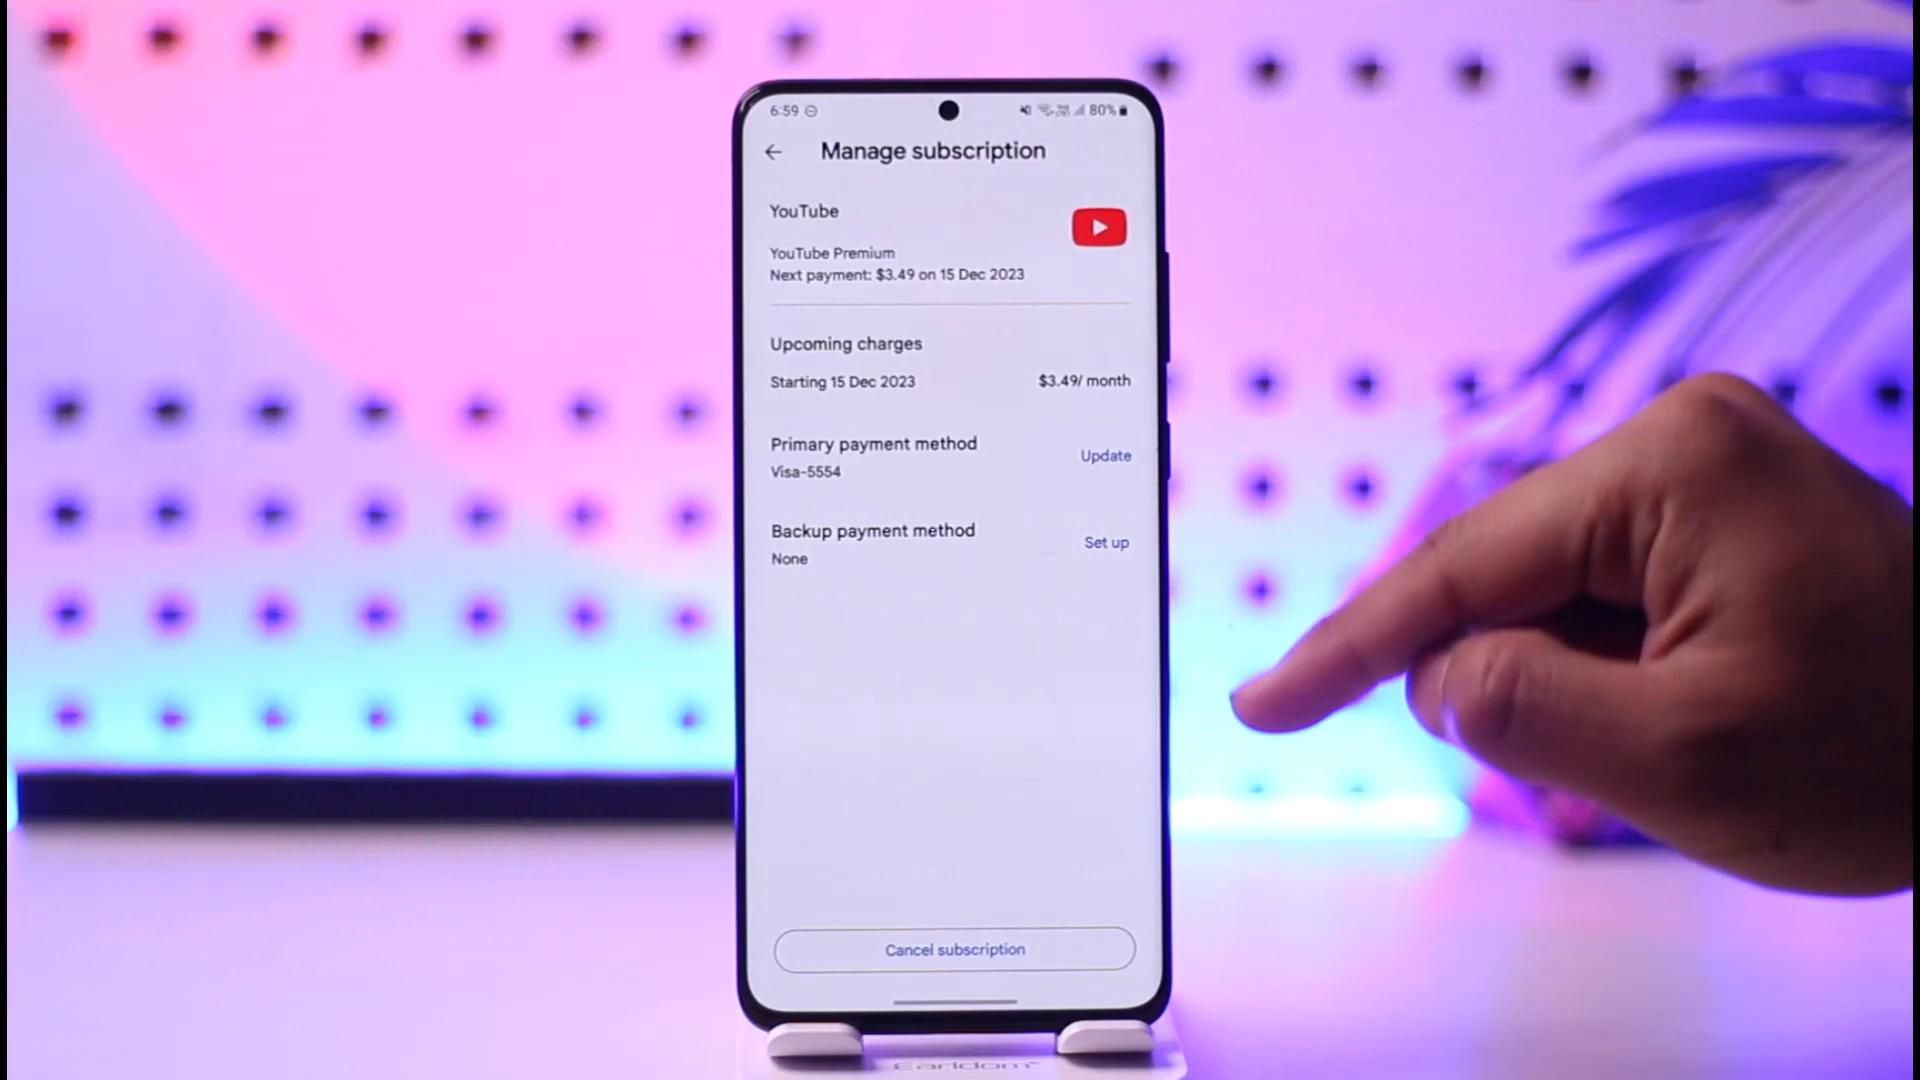 6:59 80%
Manage subscription
YouTube
YouTube Premium
Next payment: $3.49 on 15 Dec 2023
Upcoming charges
Starting 15 Dec 2023 $3.49/ month
Primary payment method
Update
Visa-5554
Backup payment method
Set up
None
Cancel subscription
Earldom